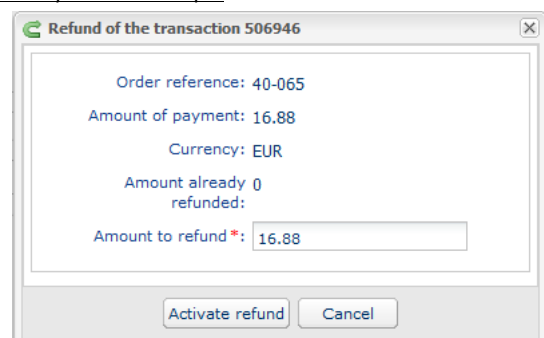 Refund of the transaction 506946
Order reference: 40-065
Amount of payment: 16.88
Currency: EUR
Amount already 0
refunded:
Amount to refund*: 16.88
Activate refund Cancel